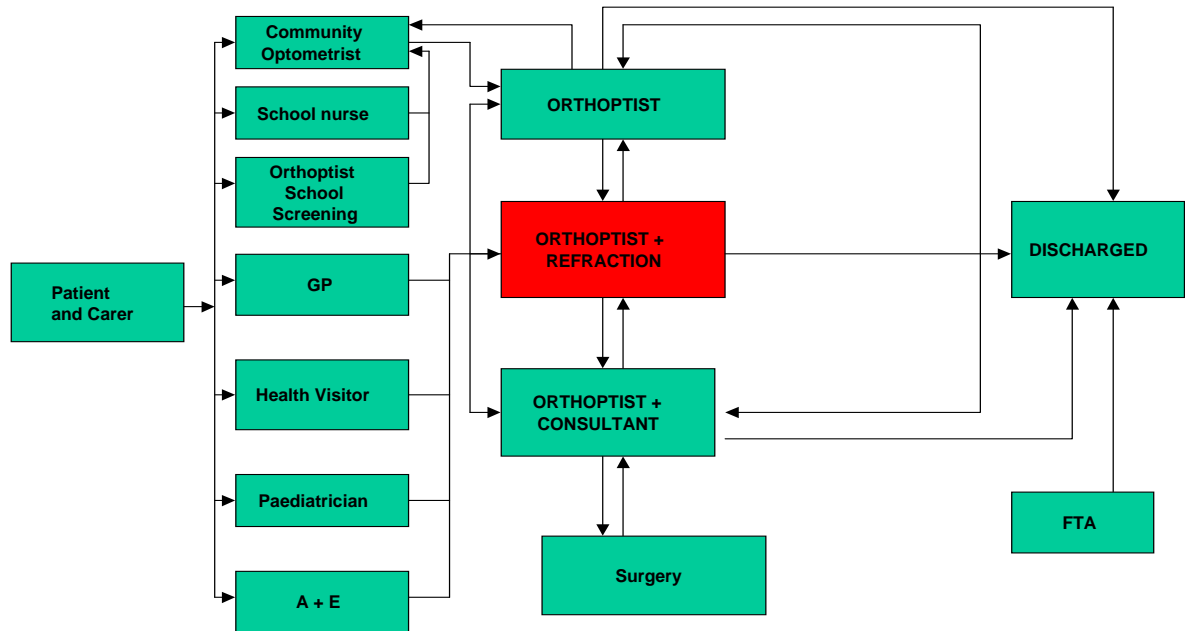 Community
Optometrist
School nurse
Orthoptist
School
Screening
GP
Patient
and Carer
Health Visitor
Paediatrician
A + E
ORTHOPTIST
ORTHOPTIST +
REFRACTION
ORTHOPTIST +
CONSULTANT
Surgery
DISCHARGED
FTA